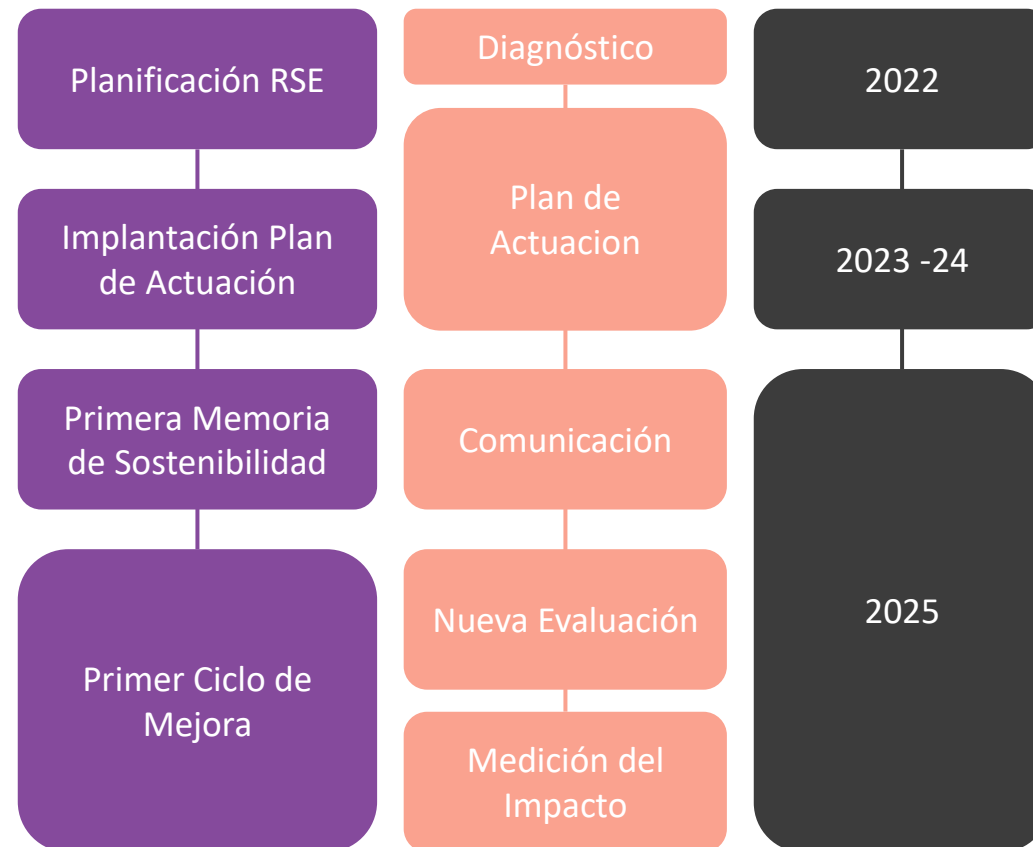 Planificación RSE
Implantación Plan
de Actuación
Primera Memoria
de Sostenibilidad
Primer Ciclo de
Mejora
Diagnóstico
Plan de
Actuacion
Comunicación
Nueva Evaluación
Medición del
Impacto
2022
2023 -24
2025